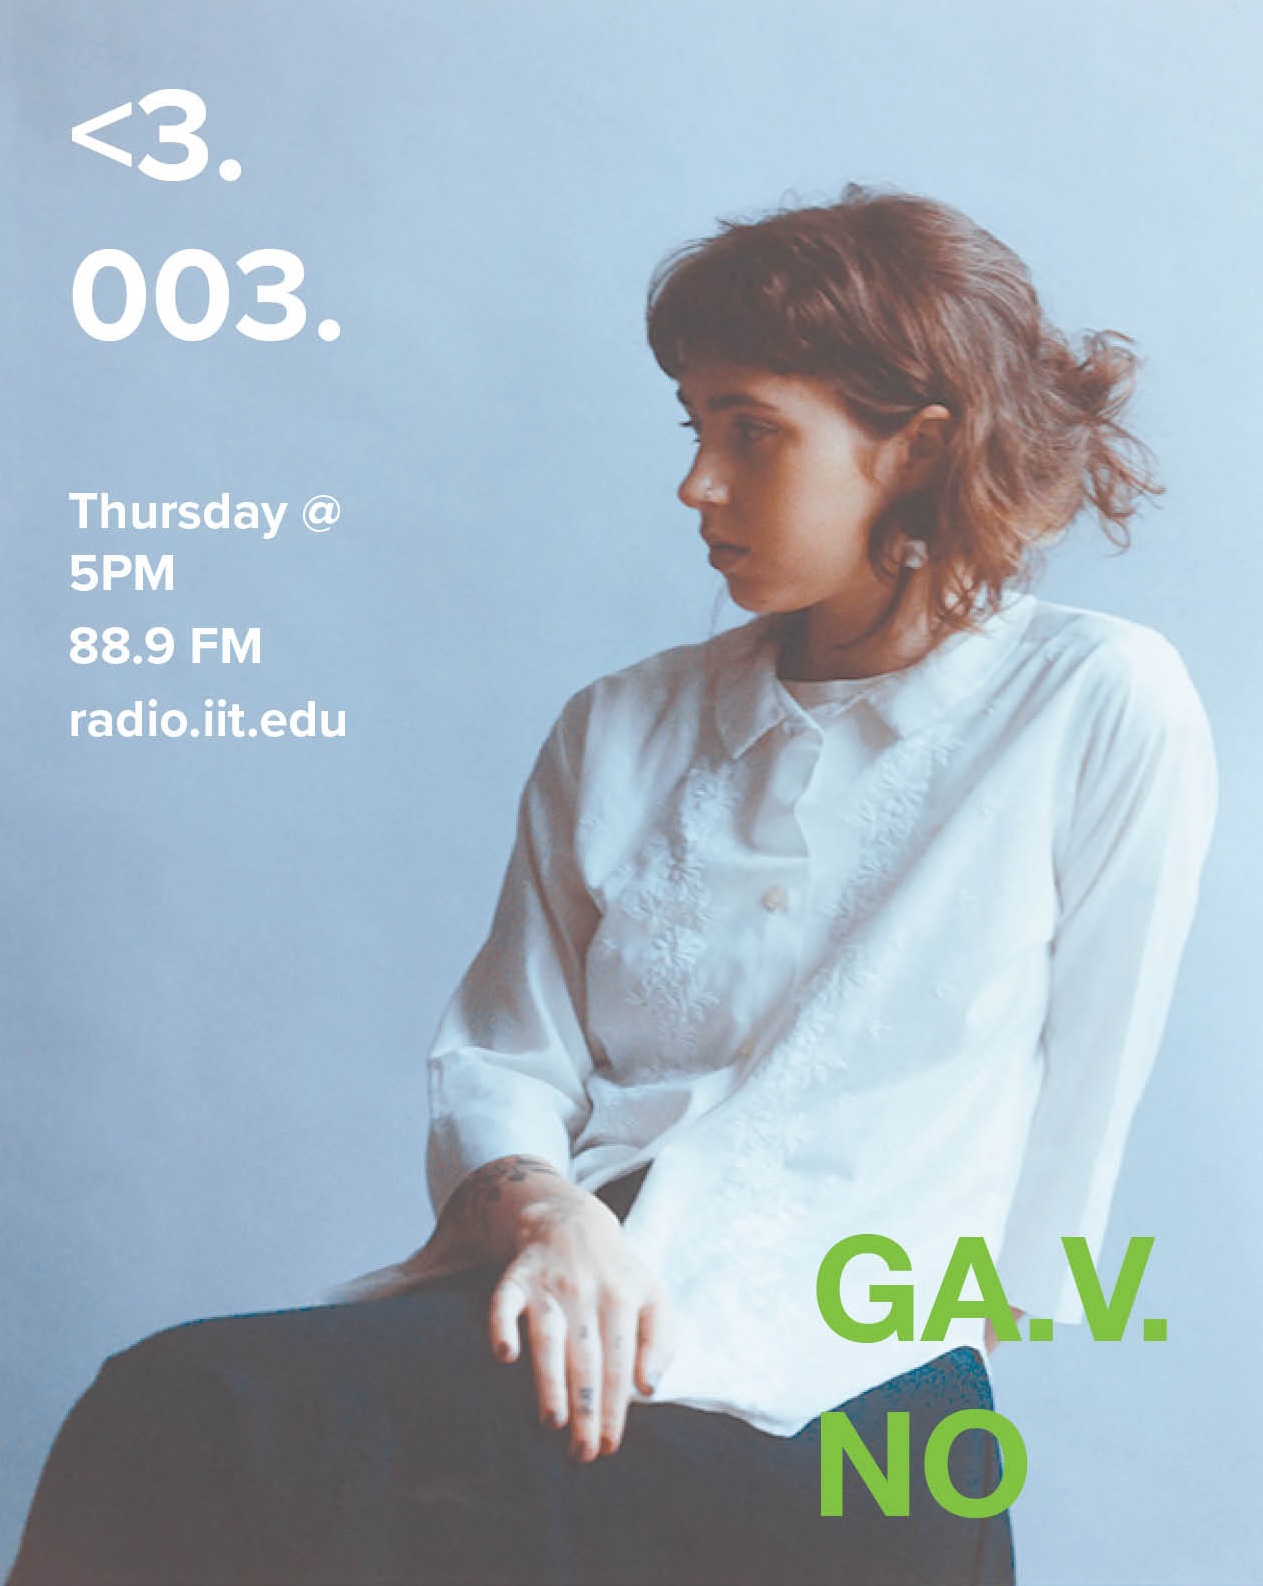 <3.
003.
Thursday @
5PM
88.9 FM
radio.iit.edu
GA.V.
NO